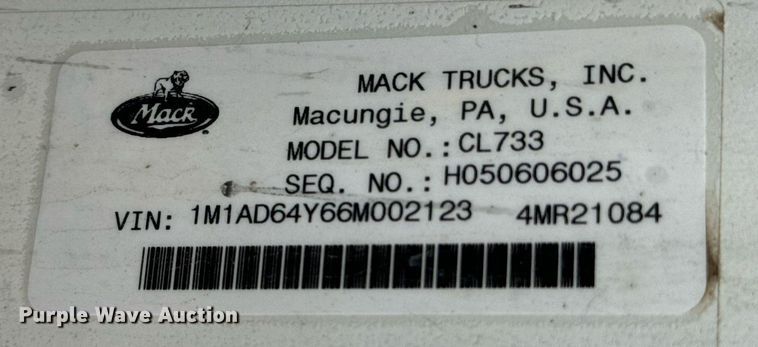 Mack
MACK TRUCKS, INC.
Macungie, PA, U.S.A.
MODEL NO.: CL733
SEQ. NO.: H050606025
VIN: 1M1AD64Y66M002123 4MR21084
Purple Wave Auction